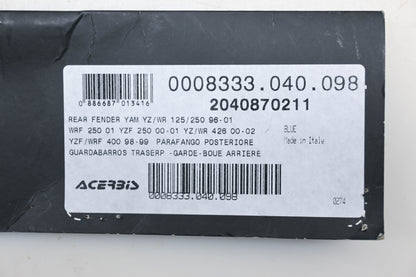 0008333.040.098
2040870211
0 886687 013416
REAR FENDER YAM YZ/WR 125/250 96-01
WRF 250 01 YZF 250 00-01 YZ/WR 426 00-02
YZF/WRF 400 98-99 PARAFANGO POSTERIORE
GUARDABARROS TRASERP -GARDE-BOUE ARRIERE
BLUE
Made in Italy
ACERBIS
0008333.040.098
0274